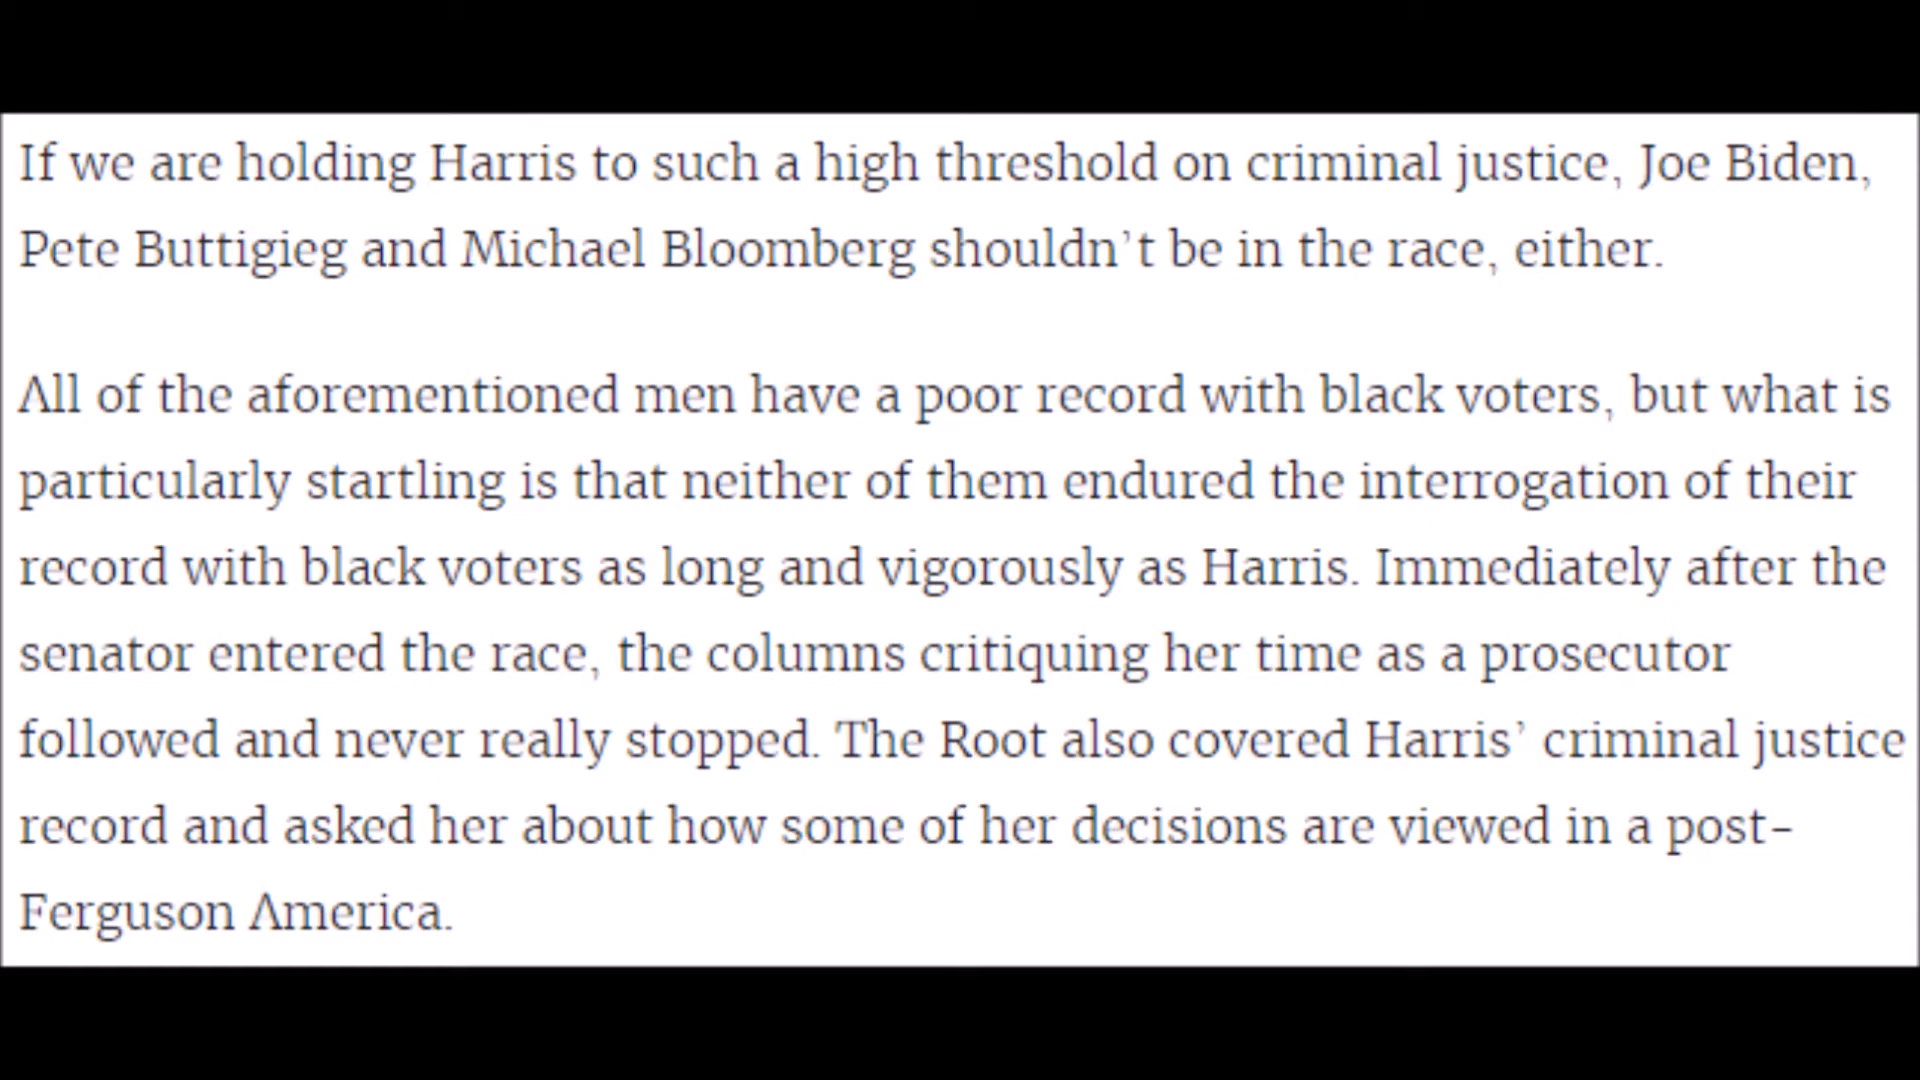 If we are holding Harris to such a high threshold on criminal justice, Joe Biden,
Pete Buttigieg and Michael Bloomberg shouldn’t be in the race, either.
All of the aforementioned men have a poor record with black voters, but what is
particularly startling is that neither of them endured the interrogation of their
record with black voters as long and vigorously as Harris. Immediately after the
senator entered the race, the columns critiquing her time as a prosecutor
followed and never really stopped. The Root also covered Harris’ criminal justice
record and asked her about how some of her decisions are viewed in a post-
Ferguson America.